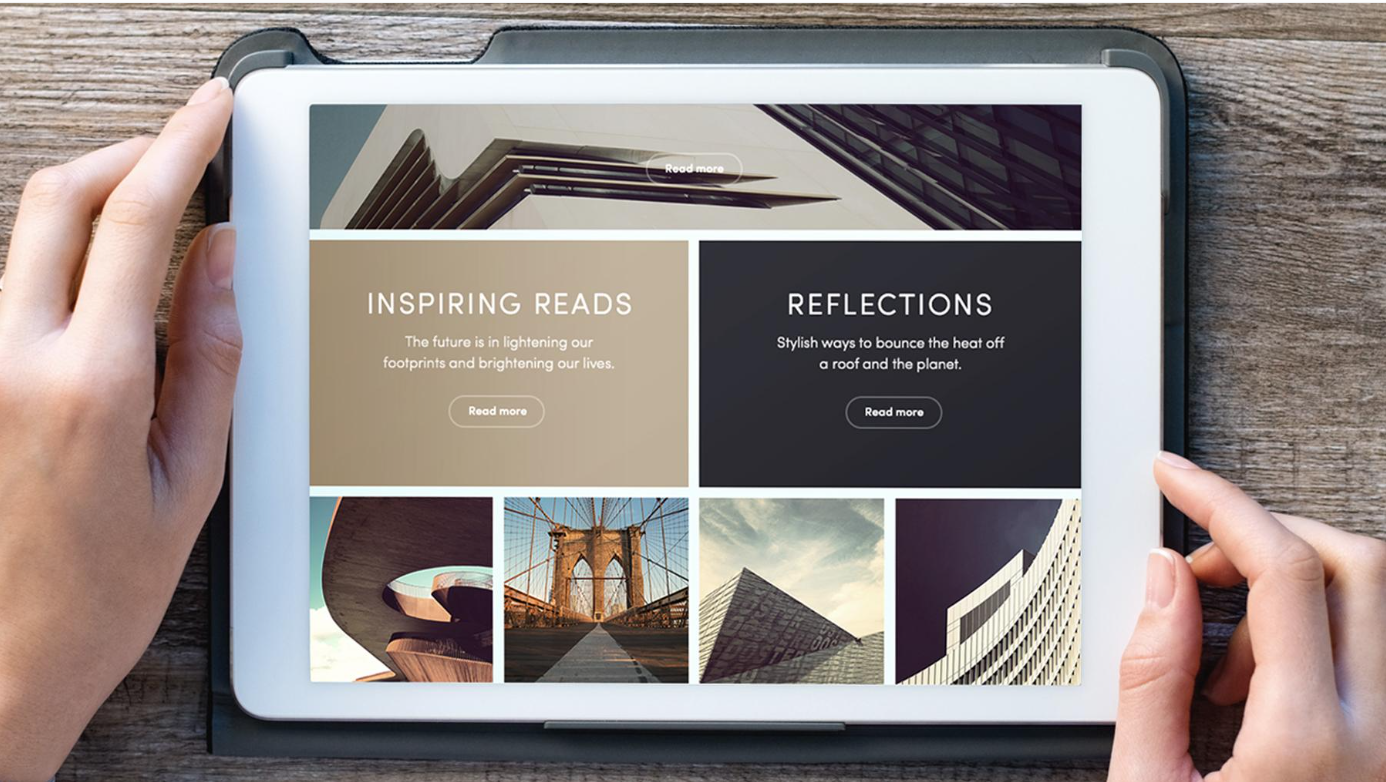 Read more
INSPIRING READS
The future is in lightening our
footprints and brightening our lives.
Read more
REFLECTIONS
Stylish ways to bounce the heat off
a roof and the planet.
Read more